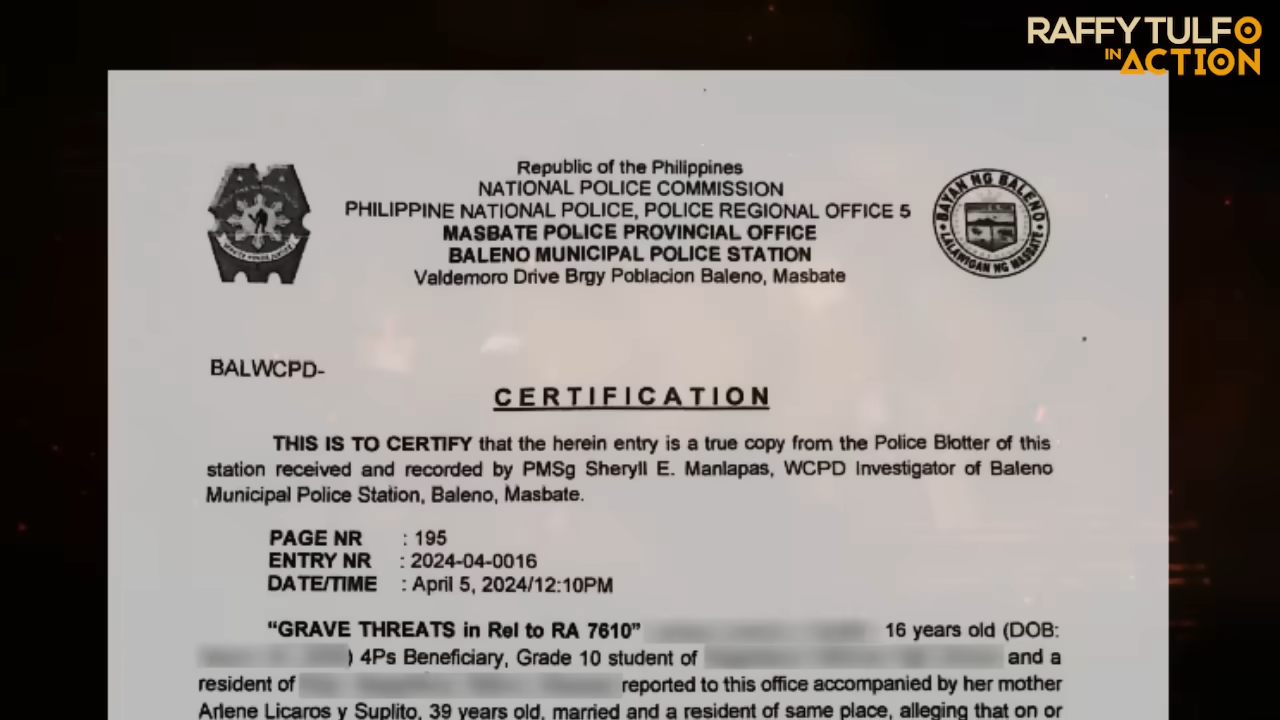 RAFFY TULFO
IN ACTION
Republic of the Philippines
NATIONAL POLICE COMMISSION
PHILIPPINE NATIONAL POLICE, POLICE REGIONAL OFFICE 5
MASBATE POLICE PROVINCIAL OFFICE
BALENO MUNICIPAL POLICE STATION
Valdemoro Drive Brgy Poblacion Baleno, Masbate
BAYAN NG BALENO
LALAWIGAN NG MASBATE
BALWCPD-
CERTIFICATION
THIS IS TO CERTIFY that the herein entry is a true copy from the Police Blotter of this
station received and recorded by PMSg Sheryll E. Manlapas, WCPD Investigator of Baleno
Municipal Police Station, Baleno, Masbate.
PAGE NR : 195
ENTRY NR : 2024-04-0016
DATE/TIME : April 5, 2024/12:10PM
“GRAVE THREATS in Rel to RA 7610” 16 years old (DOB:
) 4Ps Beneficiary, Grade 10 student of and a
resident of reported to this office accompanied by her mother
Arlene Licaros y Suplito, 39 years old, married and a resident of same place, alleging that on or